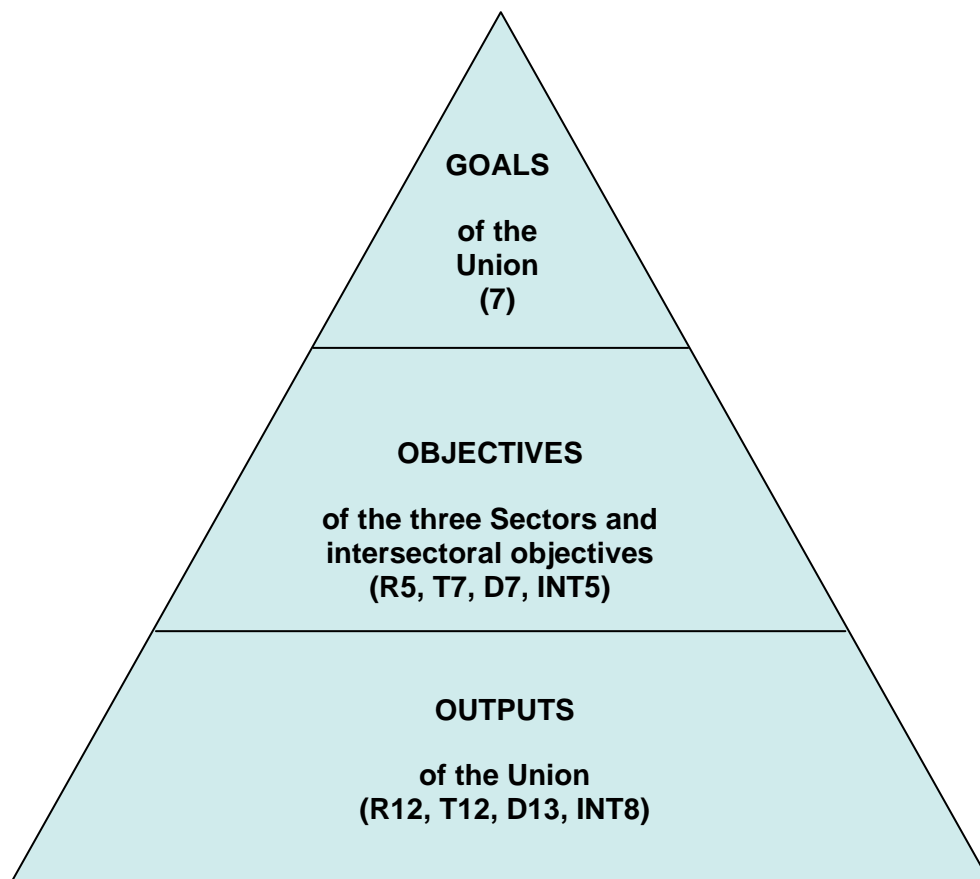 GOALS
of the
Union
(7)
OBJECTIVES
of the three Sectors and
intersectoral objectives
(R5, T7, D7, INT5)
OUTPUTS
of the Union
(R12, T12, D13, INT8)